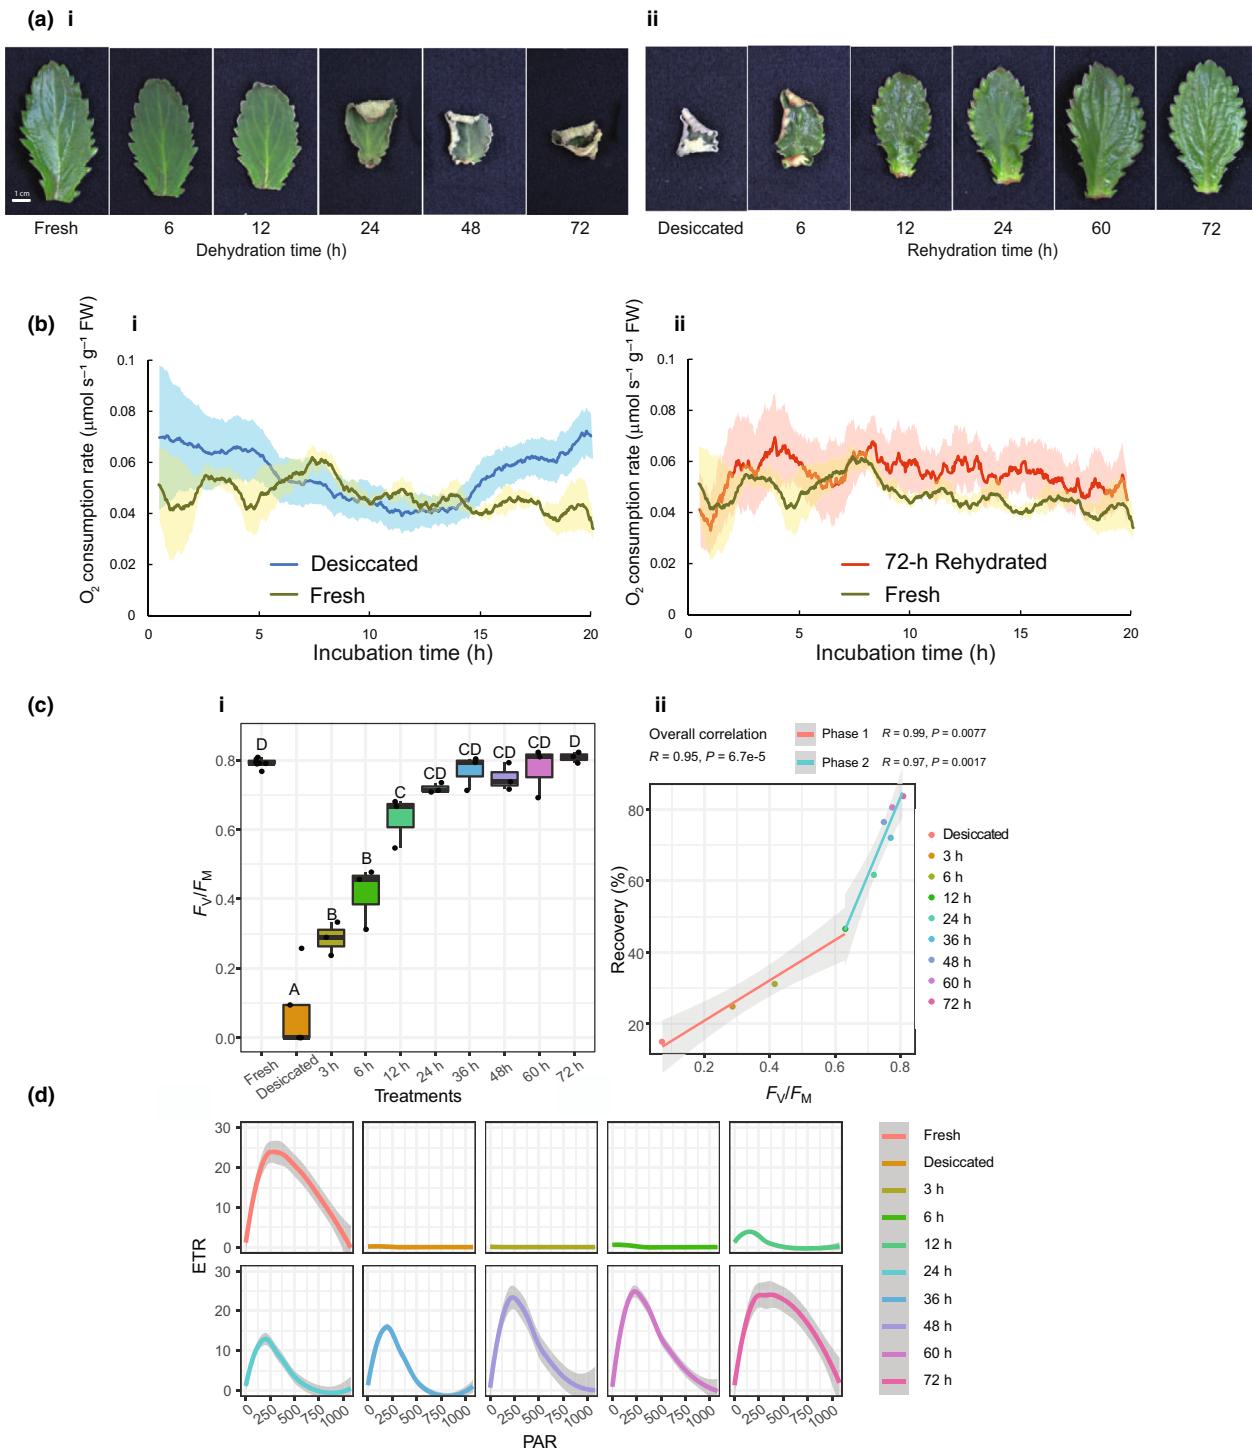 (a) i
ii
1 cm
Fresh 6 12 24 48 72
Dehydration time (h)
Desiccated 6 12 24 60 72
Rehydration time (h)
(b) i
O₂ consumption rate (μmol s⁻¹ g⁻¹ FW)
0.1
0.08
0.06
0.04
0.02
0
Desiccated
Fresh
0 5 10 15 20
Incubation time (h)
ii
O₂ consumption rate (μmol s⁻¹ g⁻¹ FW)
0.1
0.08
0.06
0.04
0.02
0
72-h Rehydrated
Fresh
0 5 10 15 20
Incubation time (h)
(c) i
F_V/F_M
0.8
0.6
0.4
0.2
0.0
D
A
B
B
C
CD
CD
CD
CD
D
Fresh Desiccated 3 h 6 h 12 h 24 h 36 h 48h 60 h 72 h
Treatments
ii
Overall correlation
R = 0.95, P = 6.7e-5
Phase 1 R = 0.99, P = 0.0077
Phase 2 R = 0.97, P = 0.0017
Recovery (%)
80
60
40
20
0.2 0.4 0.6 0.8
F_V/F_M
Desiccated
3 h
6 h
12 h
24 h
36 h
48 h
60 h
72 h
(d)
ETR
30
20
10
0
30
20
10
0
0 250 500 750 1000
0 250 500 750 1000
0 250 500 750 1000
0 250 500 750 1000
0 250 500 750 1000
PAR
Fresh
Desiccated
3 h
6 h
12 h
24 h
36 h
48 h
60 h
72 h